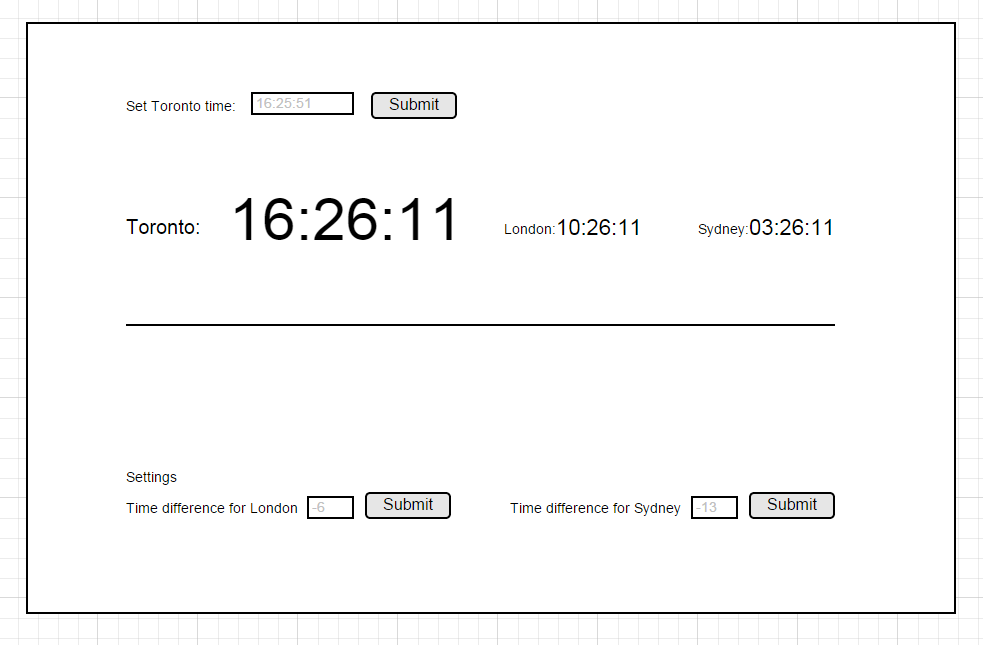 Set Toronto time: 16:25:51 Submit
Toronto: 16:26:11 London: 10:26:11 Sydney: 03:26:11
Settings
Time difference for London -6 Submit Time difference for Sydney -13 Submit